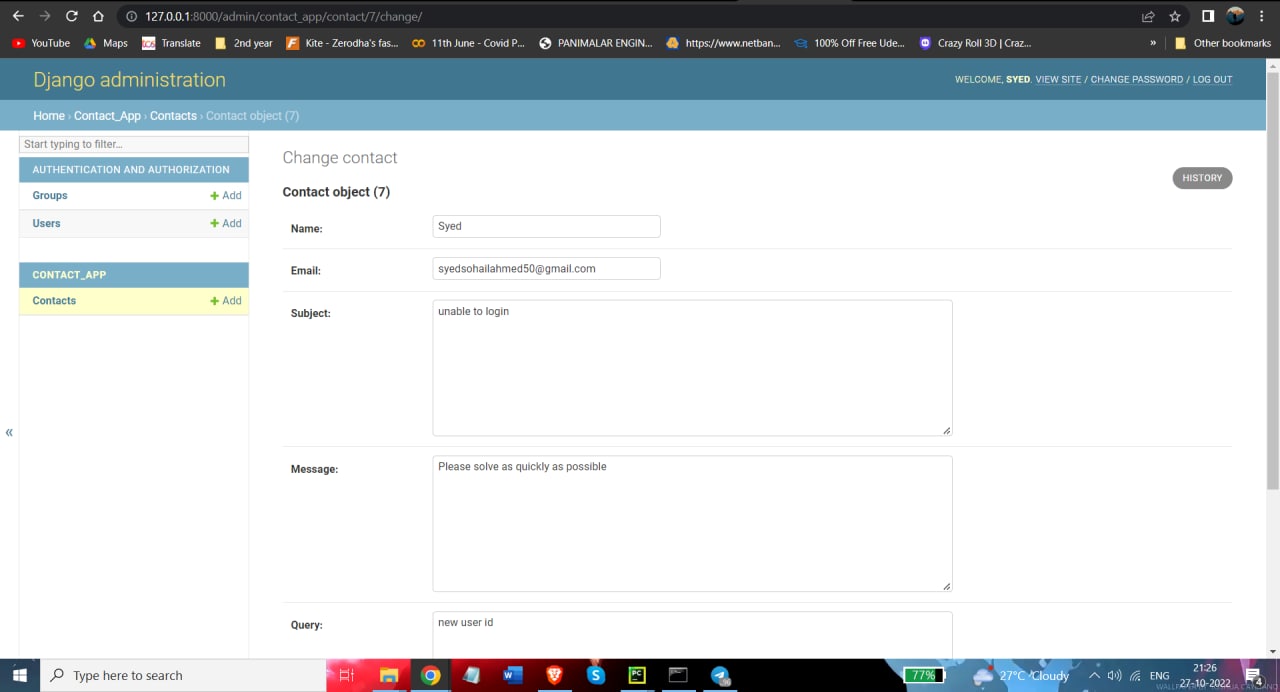 127.0.0.1:8000/admin/contact_app/contact/7/change/
YouTube Maps Translate 2nd year Kite - Zerodha's fas... 11th June - Covid P... PANIMALAR ENGIN... https://www.netban... 100% Off Free Ude... Crazy Roll 3D | Craz... » Other bookmarks
Django administration
WELCOME, SYED. VIEW SITE / CHANGE PASSWORD / LOG OUT
Home › Contact_App › Contacts › Contact object (7)
Start typing to filter...
AUTHENTICATION AND AUTHORIZATION
Groups + Add
Users + Add
CONTACT_APP
Contacts + Add
«
Change contact
HISTORY
Contact object (7)
Name: Syed
Email: syedsohailahmed50@gmail.com
Subject: unable to login
Message: Please solve as quickly as possible
Query: new user id
Type here to search
W
S
PC
77%
27°C Cloudy
ENG
21:26
27-10-2022
4